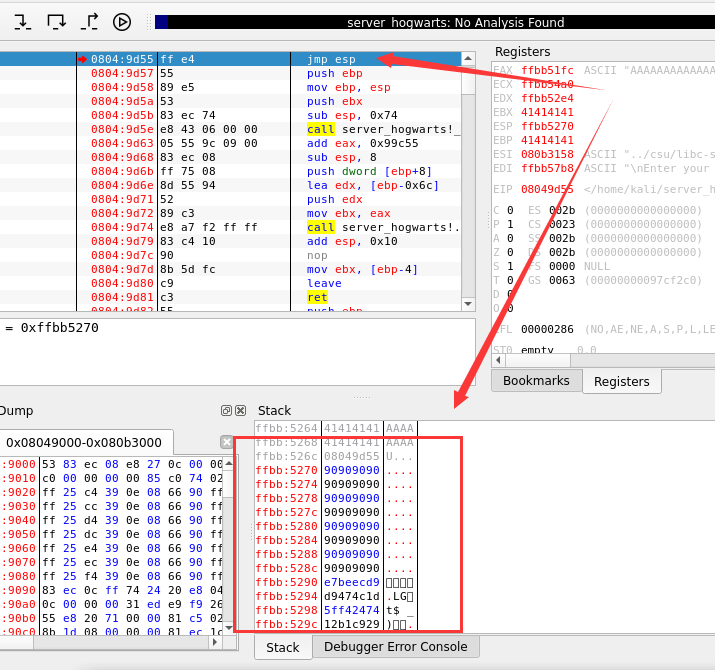 server_hogwarts: No Analysis Found
0804:9d55 ff e4 jmp esp
0804:9d57 55 push ebp
0804:9d58 89 e5 mov ebp, esp
0804:9d5a 53 push ebx
0804:9d5b 83 ec 74 sub esp, 0x74
0804:9d5e e8 43 06 00 00 call server_hogwarts!_
0804:9d63 05 55 9c 09 00 add eax, 0x99c55
0804:9d68 83 ec 08 sub esp, 8
0804:9d6b ff 75 08 push dword [ebp+8]
0804:9d6e 8d 55 94 lea edx, [ebp-0x6c]
0804:9d71 52 push edx
0804:9d72 89 c3 mov ebx, eax
0804:9d74 e8 a7 f2 ff ff call server_hogwarts!.
0804:9d79 83 c4 10 add esp, 0x10
0804:9d7c 90 nop
0804:9d7d 8b 5d fc mov ebx, [ebp-4]
0804:9d80 c9 leave
0804:9d81 c3 ret
0804:9d82 55 push ebp
= 0xffbb5270
Registers
EAX ffbb51fc ASCII "AAAAAAAAAAAAA
ECX ffbb54a0
EDX ffbb52e4
EBX 41414141
ESP ffbb5270
EBP 41414141
ESI 080b3158 ASCII "../csu/libc-s
EDI ffbb57b8 ASCII "\nEnter your
EIP 08049d55 </home/kali/server_h
C 0 ES 002b (0000000000000000)
P 1 CS 0023 (0000000000000000)
A 0 SS 002b (0000000000000000)
Z 0 DS 002b (0000000000000000)
S 1 FS 0000 NULL
T 0 GS 0063 (00000000097cf2c0)
D 0
O 0
EFL 00000286 (NO,AE,NE,A,S,P,L,LE
ST0 empty 0.0
Bookmarks Registers
Dump
0x08049000-0x080b3000
:9000 53 83 ec 08 e8 27 0c 00 00
:9010 c0 00 00 00 00 85 c0 74 02
:9020 ff 25 c4 39 0e 08 66 90 ff
:9030 ff 25 cc 39 0e 08 66 90 ff
:9040 ff 25 d4 39 0e 08 66 90 ff
:9050 ff 25 dc 39 0e 08 66 90 ff
:9060 ff 25 e4 39 0e 08 66 90 ff
:9070 ff 25 ec 39 0e 08 66 90 ff
:9080 ff 25 f4 39 0e 08 66 90 ff
:9090 83 ec 0c ff 74 24 20 e8 04
:90a0 0c 00 00 00 31 ed e9 f9 26
:90b0 55 e8 20 71 00 00 81 c5 02
:90c0 8b 1d 08 00 00 00 81 ec 1c
Stack
ffbb:5264 41414141 AAAA
ffbb:5268 41414141 AAAA
ffbb:526c 08049d55 U...
ffbb:5270 90909090 ....
ffbb:5274 90909090 ....
ffbb:5278 90909090 ....
ffbb:527c 90909090 ....
ffbb:5280 90909090 ....
ffbb:5284 90909090 ....
ffbb:5288 90909090 ....
ffbb:528c 90909090 ....
ffbb:5290 e7beecd9
ffbb:5294 d9474c1d .LG
ffbb:5298 5ff42474 t$ _
ffbb:529c 12b1c929 ).
Stack Debugger Error Console